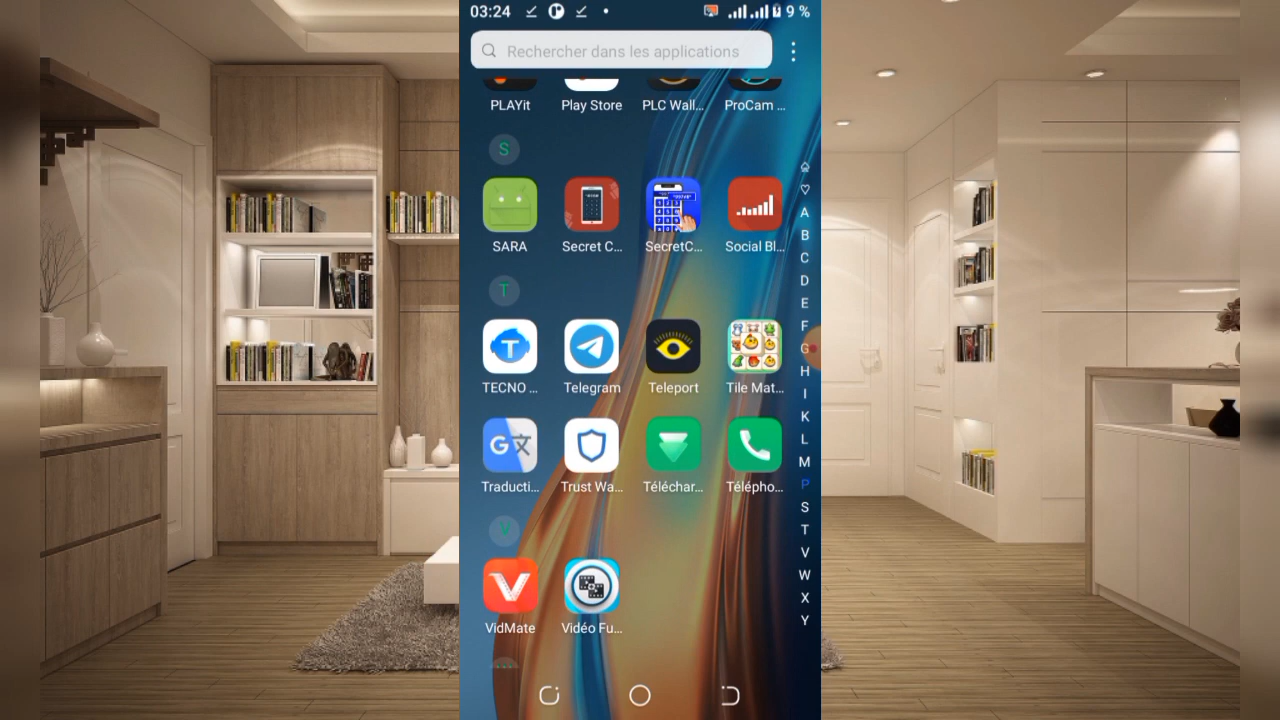 03:24 9 %
Rechercher dans les applications
PLAYit Play Store PLC Wall... ProCam ...
S
SARA Secret C... SecretC... Social Bl...
T
TECNO ... Telegram Teleport Tile Mat...
Traducti... Trust Wa... Téléchar... Télépho...
V
VidMate Vidéo Fu...
A
B
C
D
E
F
G
H
I
K
L
M
P
S
T
V
W
X
Y